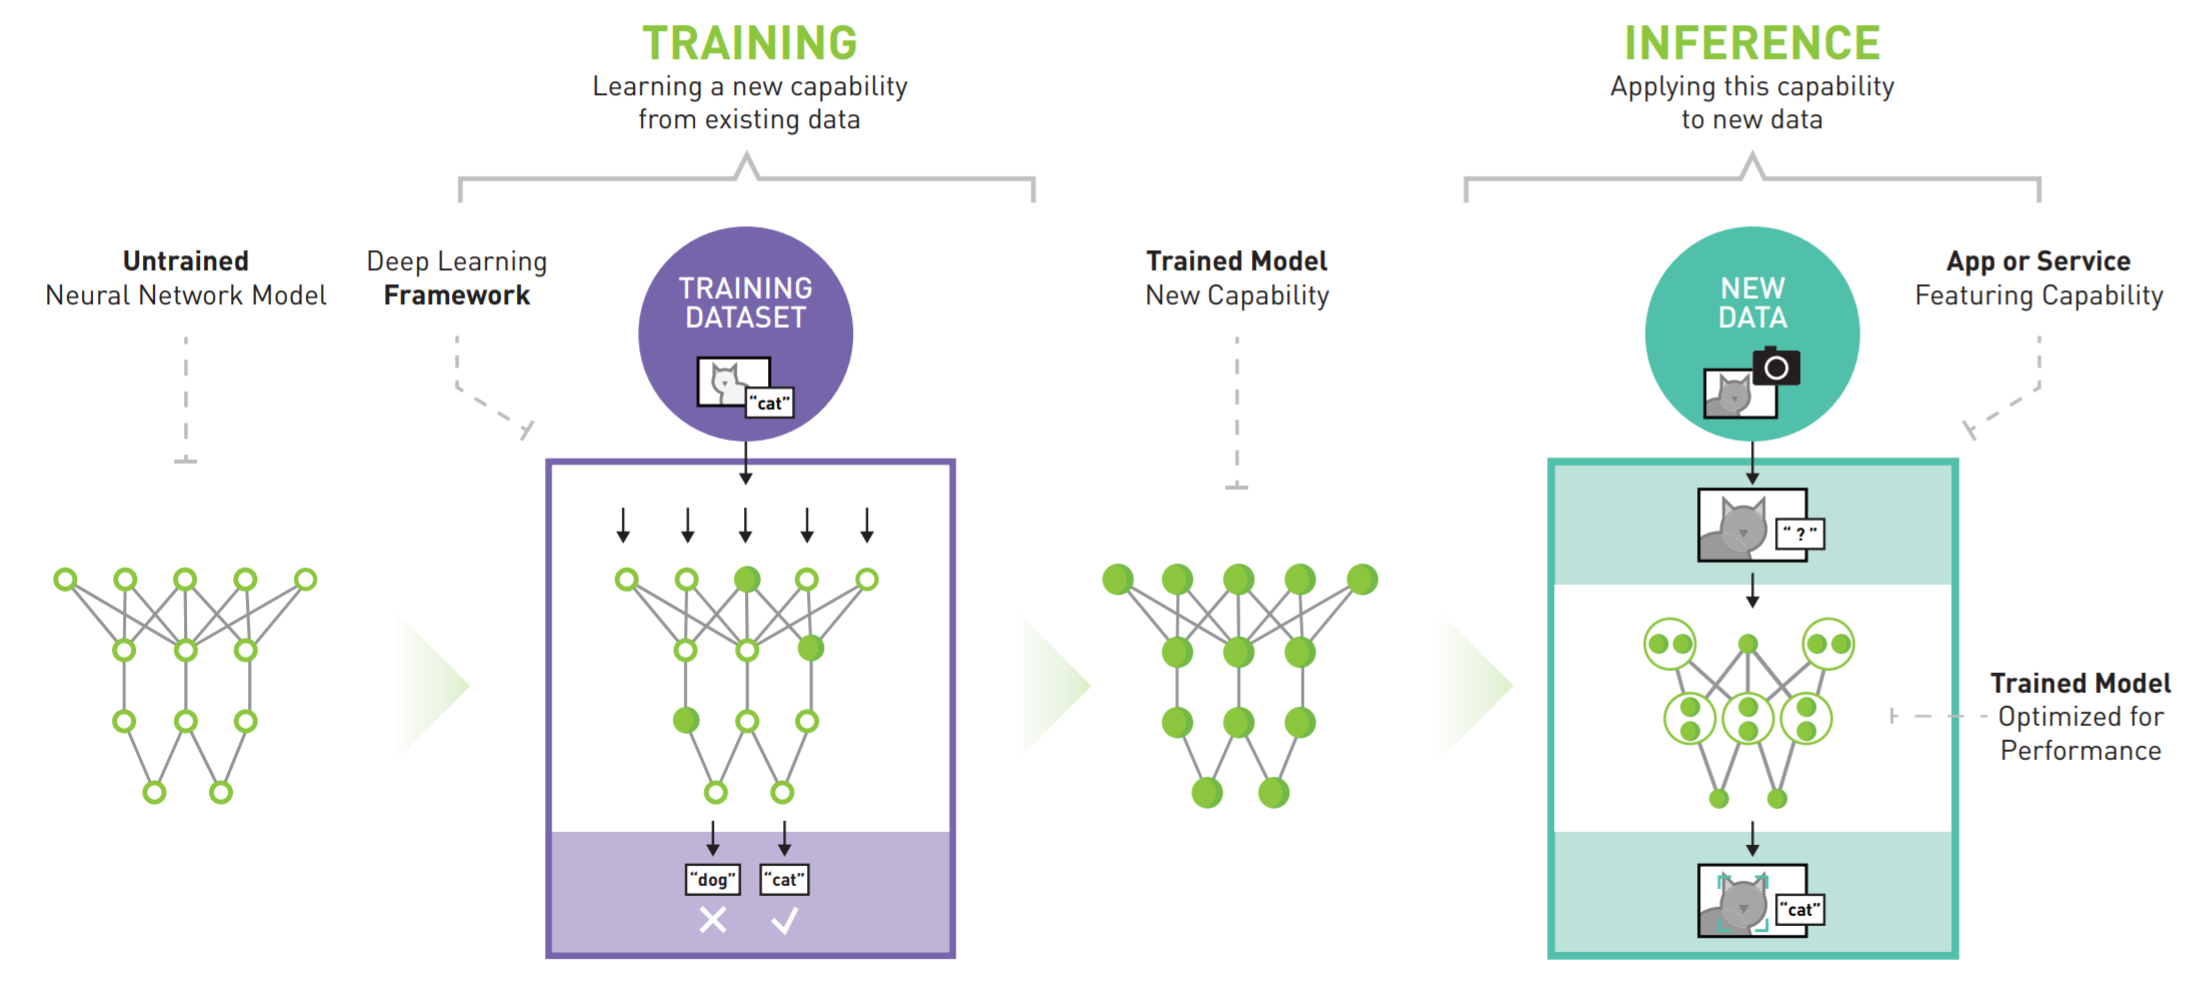 TRAINING
Learning a new capability
from existing data
INFERENCE
Applying this capability
to new data
Untrained
Neural Network Model
Deep Learning
Framework
TRAINING
DATASET
"cat"
Trained Model
New Capability
NEW
DATA
App or Service
Featuring Capability
" ? "
Trained Model
Optimized for
Performance
"dog"
"cat"
"cat"